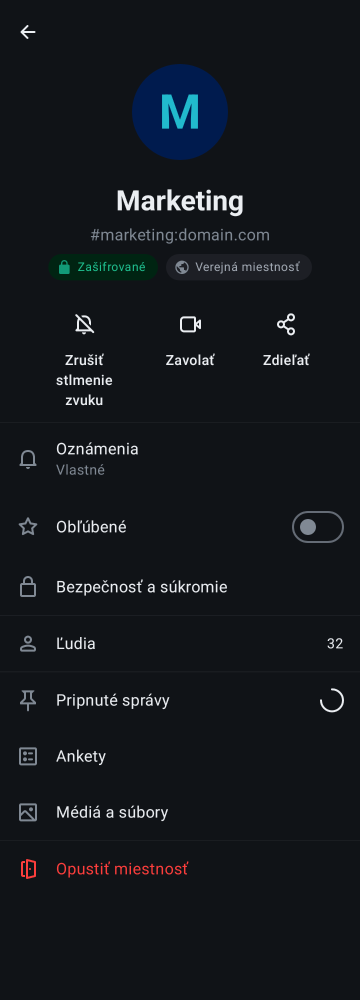 M
Marketing
#marketing:domain.com
Zašifrované
Verejná miestnosť
Zrušiť
stlmenie
zvuku
Zavolať
Zdieľať
Oznámenia
Vlastné
Obľúbené
Bezpečnosť a súkromie
Ľudia
32
Pripnuté správy
Ankety
Médiá a súbory
Opustiť miestnosť